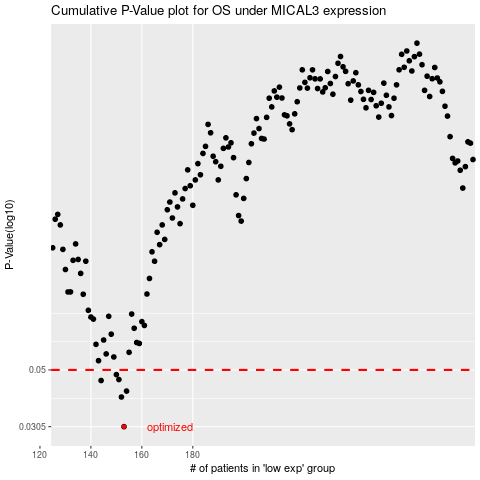 Cumulative P-Value plot for OS under MICAL3 expression
P-Value(log10)
0.05
0.0305
optimized
120 140 160 180
# of patients in 'low exp' group